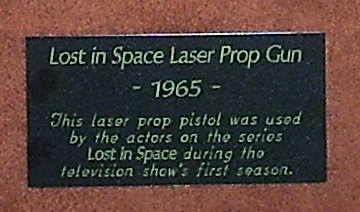 Lost in Space Laser Prop Gun
- 1965 -
This laser prop pistol was used
by the actors on the series
Lost in Space during the
television show's first season.